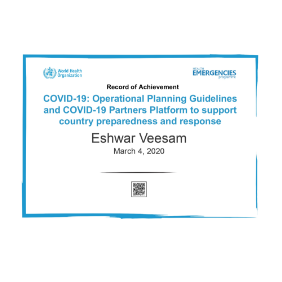 World Health
Organization
EMERGENCIES
programme
Record of Achievement
COVID-19: Operational Planning Guidelines
and COVID-19 Partners Platform to support
country preparedness and response
Eshwar Veesam
March 4, 2020